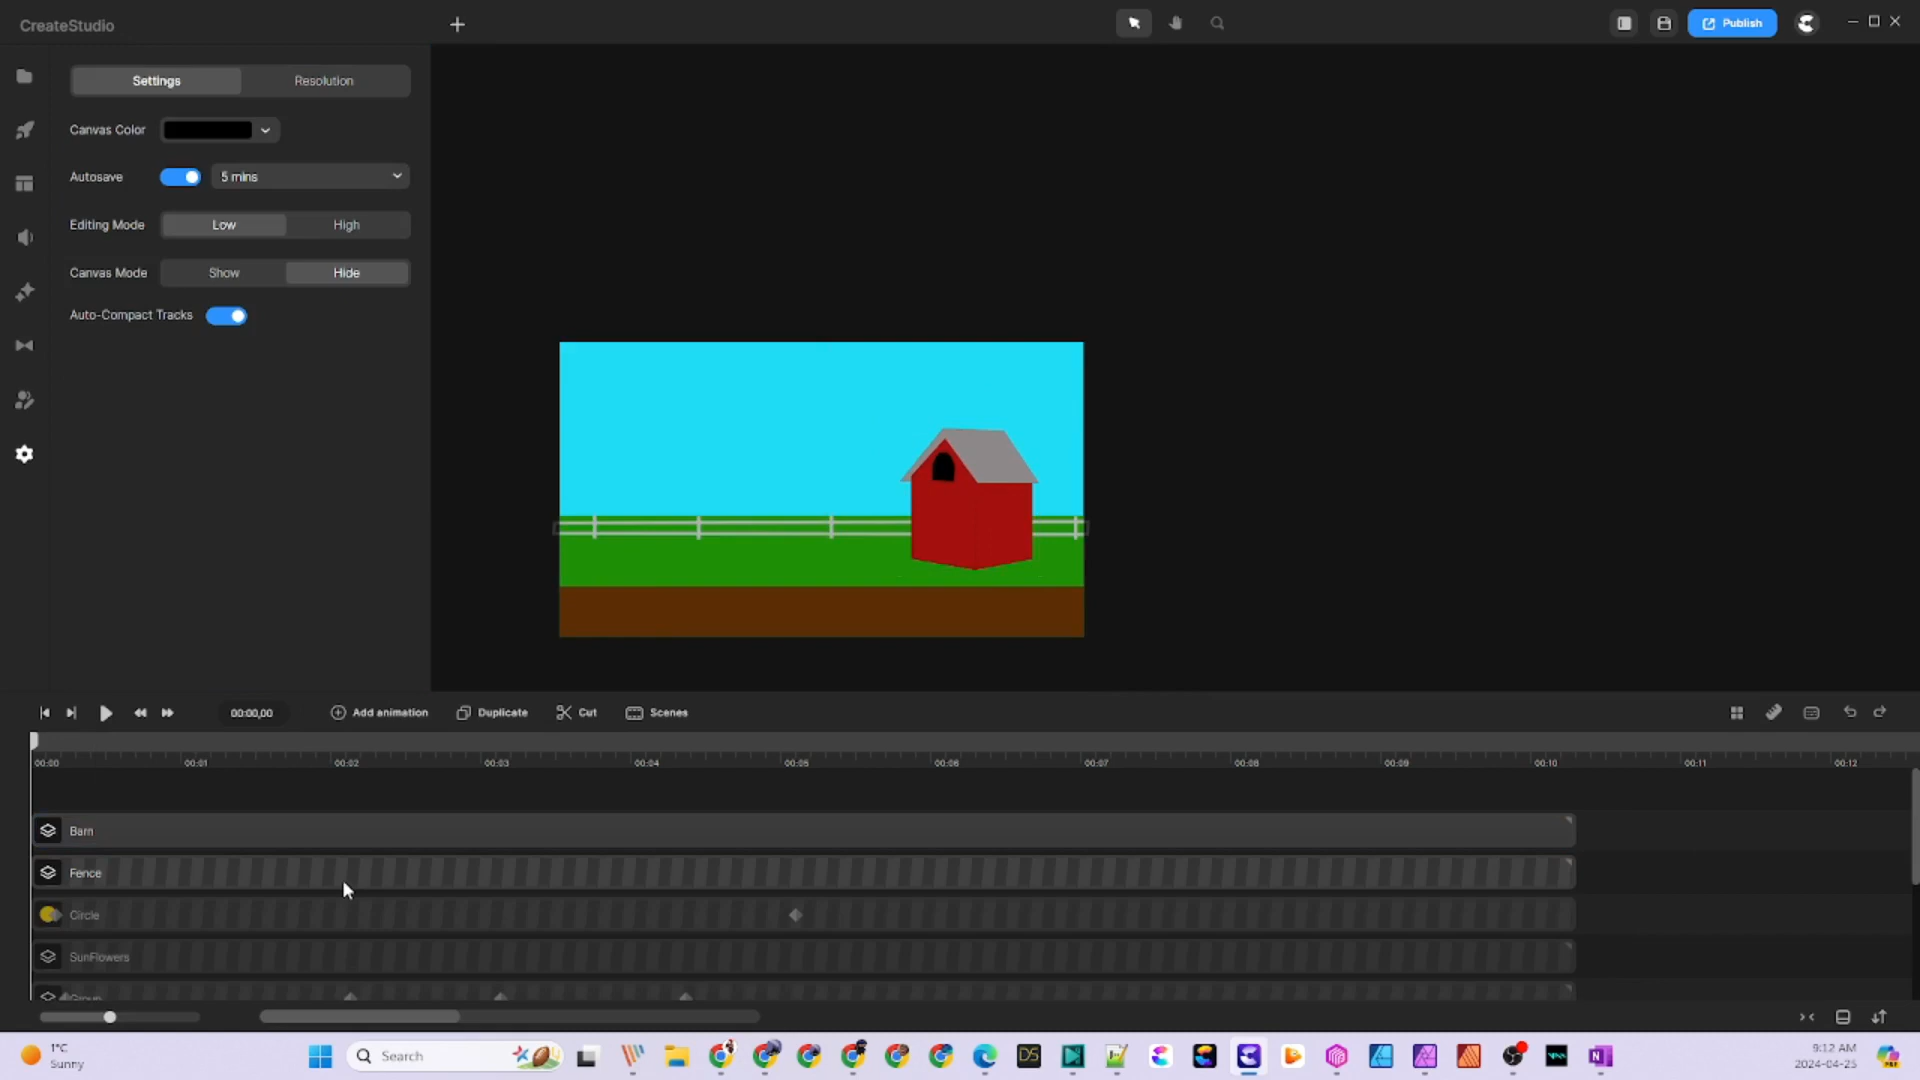 CreateStudio
Publish
Settings
Resolution
Canvas Color
Autosave
5 mins
Editing Mode
Low
High
Canvas Mode
Show
Hide
Auto-Compact Tracks
00:00,00
Add animation
Duplicate
Cut
Scenes
00:00
00:01
00:02
00:03
00:04
00:05
00:06
00:07
00:08
00:09
00:10
00:11
00:12
Barn
Fence
Circle
SunFlowers
Group
1°C
Sunny
Search
DS
N
9:12 AM
2024-04-25